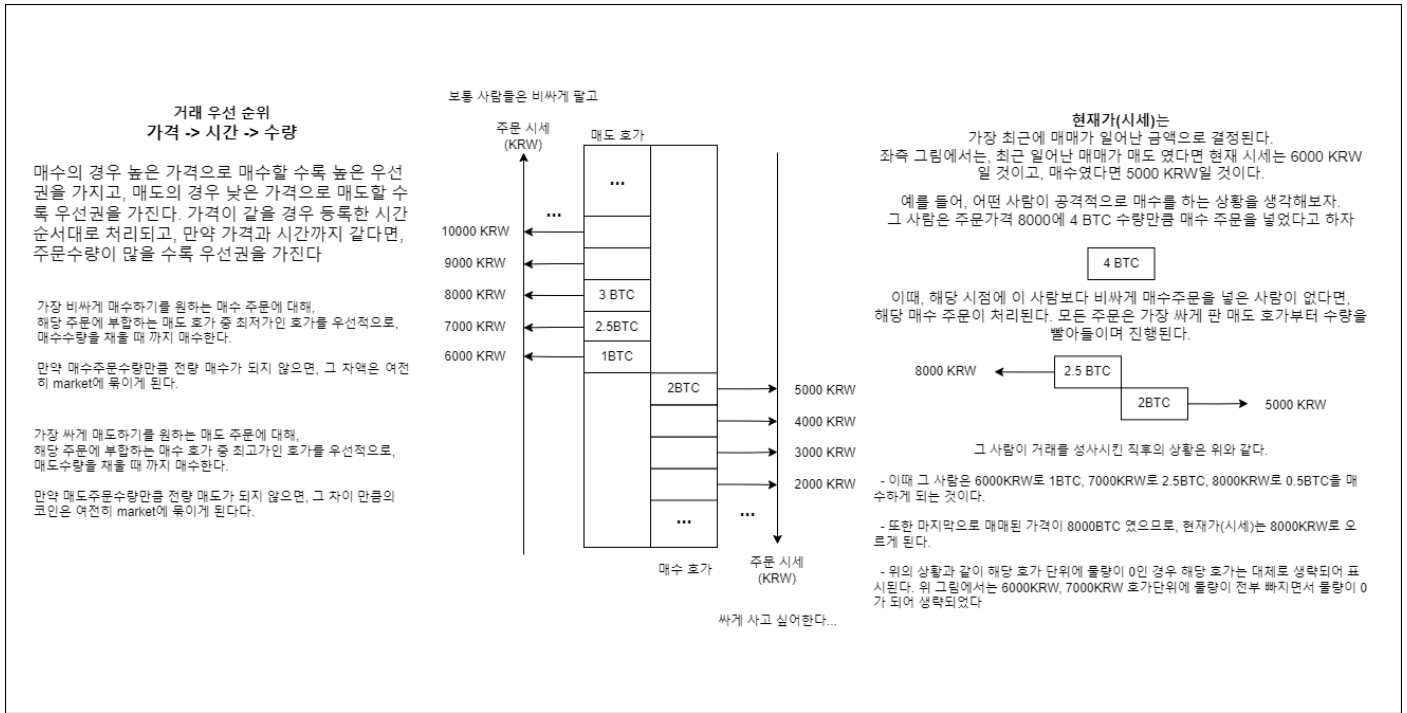 거래 우선 순위
가격 -> 시간 -> 수량
매수의 경우 높은 가격으로 매수할 수록 높은 우선
권을 가지고, 매도의 경우 낮은 가격으로 매도할 수
록 우선권을 가진다. 가격이 같을 경우 등록한 시간
순서대로 처리되고, 만약 가격과 시간까지 같다면,
주문수량이 많을 수록 우선권을 가진다
가장 비싸게 매수하기를 원하는 매수 주문에 대해,
해당 주문에 부합하는 매도 호가 중 최저가인 호가를 우선적으로,
매수수량을 채울 때 까지 매수한다.
만약 매수주문수량만큼 전량 매수가 되지 않으면, 그 차액은 여전
히 market에 묶이게 된다.
가장 싸게 매도하기를 원하는 매도 주문에 대해,
해당 주문에 부합하는 매수 호가 중 최고가인 호가를 우선적으로,
매도수량을 채울 때 까지 매수한다.
만약 매도주문수량만큼 전량 매도가 되지 않으면, 그 차이 만큼의
코인은 여전히 market에 묶이게 된다다.
보통 사람들은 비싸게 팔고
주문 시세
(KRW)
매도 호가
...
...
10000 KRW
9000 KRW
8000 KRW
3 BTC
7000 KRW
2.5BTC
6000 KRW
1BTC
2BTC
5000 KRW
4000 KRW
3000 KRW
2000 KRW
...
...
매수 호가
주문 시세
(KRW)
싸게 사고 싶어한다...
현재가(시세)는
가장 최근에 매매가 일어난 금액으로 결정된다.
좌측 그림에서는, 최근 일어난 매매가 매도 였다면 현재 시세는 6000 KRW
일 것이고, 매수였다면 5000 KRW일 것이다.
예를 들어, 어떤 사람이 공격적으로 매수를 하는 상황을 생각해보자.
그 사람은 주문가격 8000에 4 BTC 수량만큼 매수 주문을 넣었다고 하자
4 BTC
이때, 해당 시점에 이 사람보다 비싸게 매수주문을 넣은 사람이 없다면,
해당 매수 주문이 처리된다. 모든 주문은 가장 싸게 판 매도 호가부터 수량을
빨아들이며 진행된다.
8000 KRW
2.5 BTC
2BTC
5000 KRW
그 사람이 거래를 성사시킨 직후의 상황은 위와 같다.
- 이때 그 사람은 6000KRW로 1BTC, 7000KRW로 2.5BTC, 8000KRW로 0.5BTC을 매
수하게 되는 것이다.
- 또한 마지막으로 매매된 가격이 8000BTC 였으므로, 현재가(시세)는 8000KRW로 오
르게 된다.
- 위의 상황과 같이 해당 호가 단위에 물량이 0인 경우 해당 호가는 대체로 생략되어 표
시된다. 위 그림에서는 6000KRW, 7000KRW 호가단위에 물량이 전부 빠지면서 물량이 0
가 되어 생략되었다